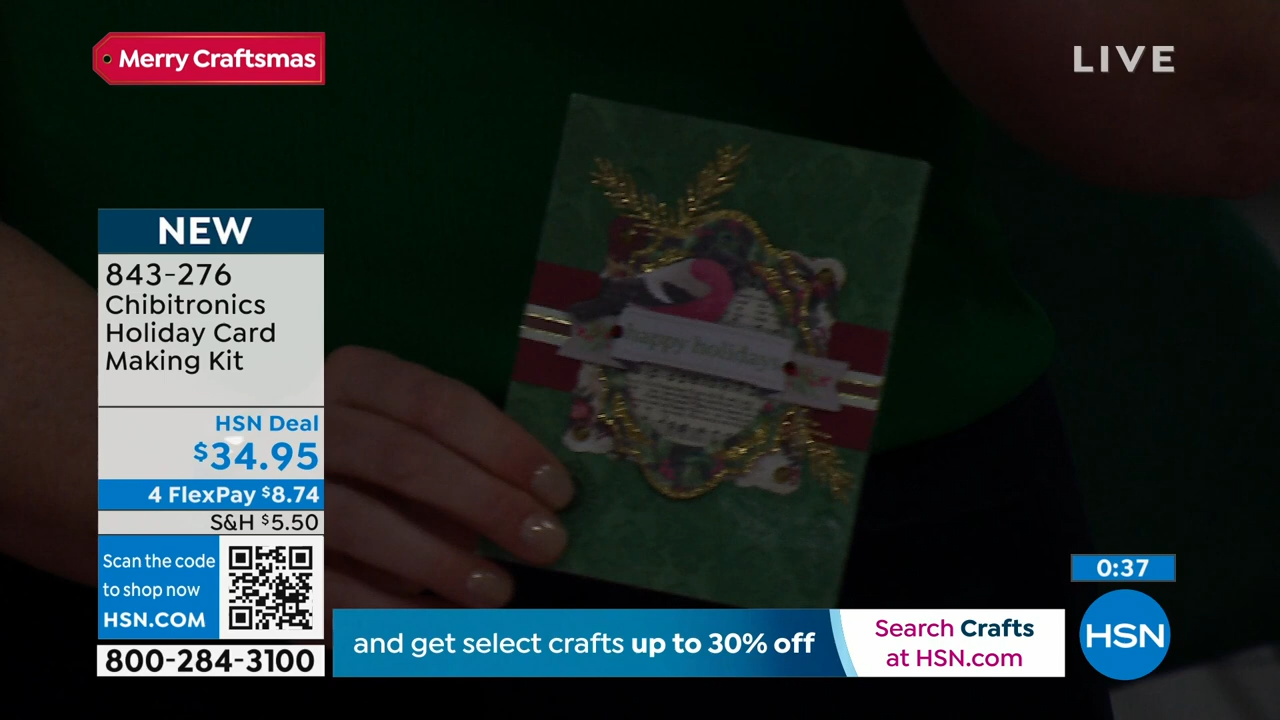 Merry Craftsmas
LIVE
NEW
843-276
Chibitronics
Holiday Card
Making Kit
HSN Deal
$34.95
4 FlexPay $8.74
S&H $5.50
Scan the code
to shop now
HSN.COM
800-284-3100
happy holidays
0:37
HSN
and get select crafts up to 30% off
Search Crafts
at HSN.com